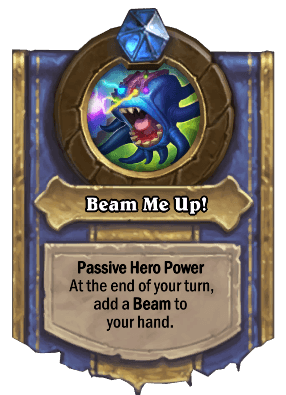 Beam Me Up!
Passive Hero Power
At the end of your turn,
add a Beam to
your hand.